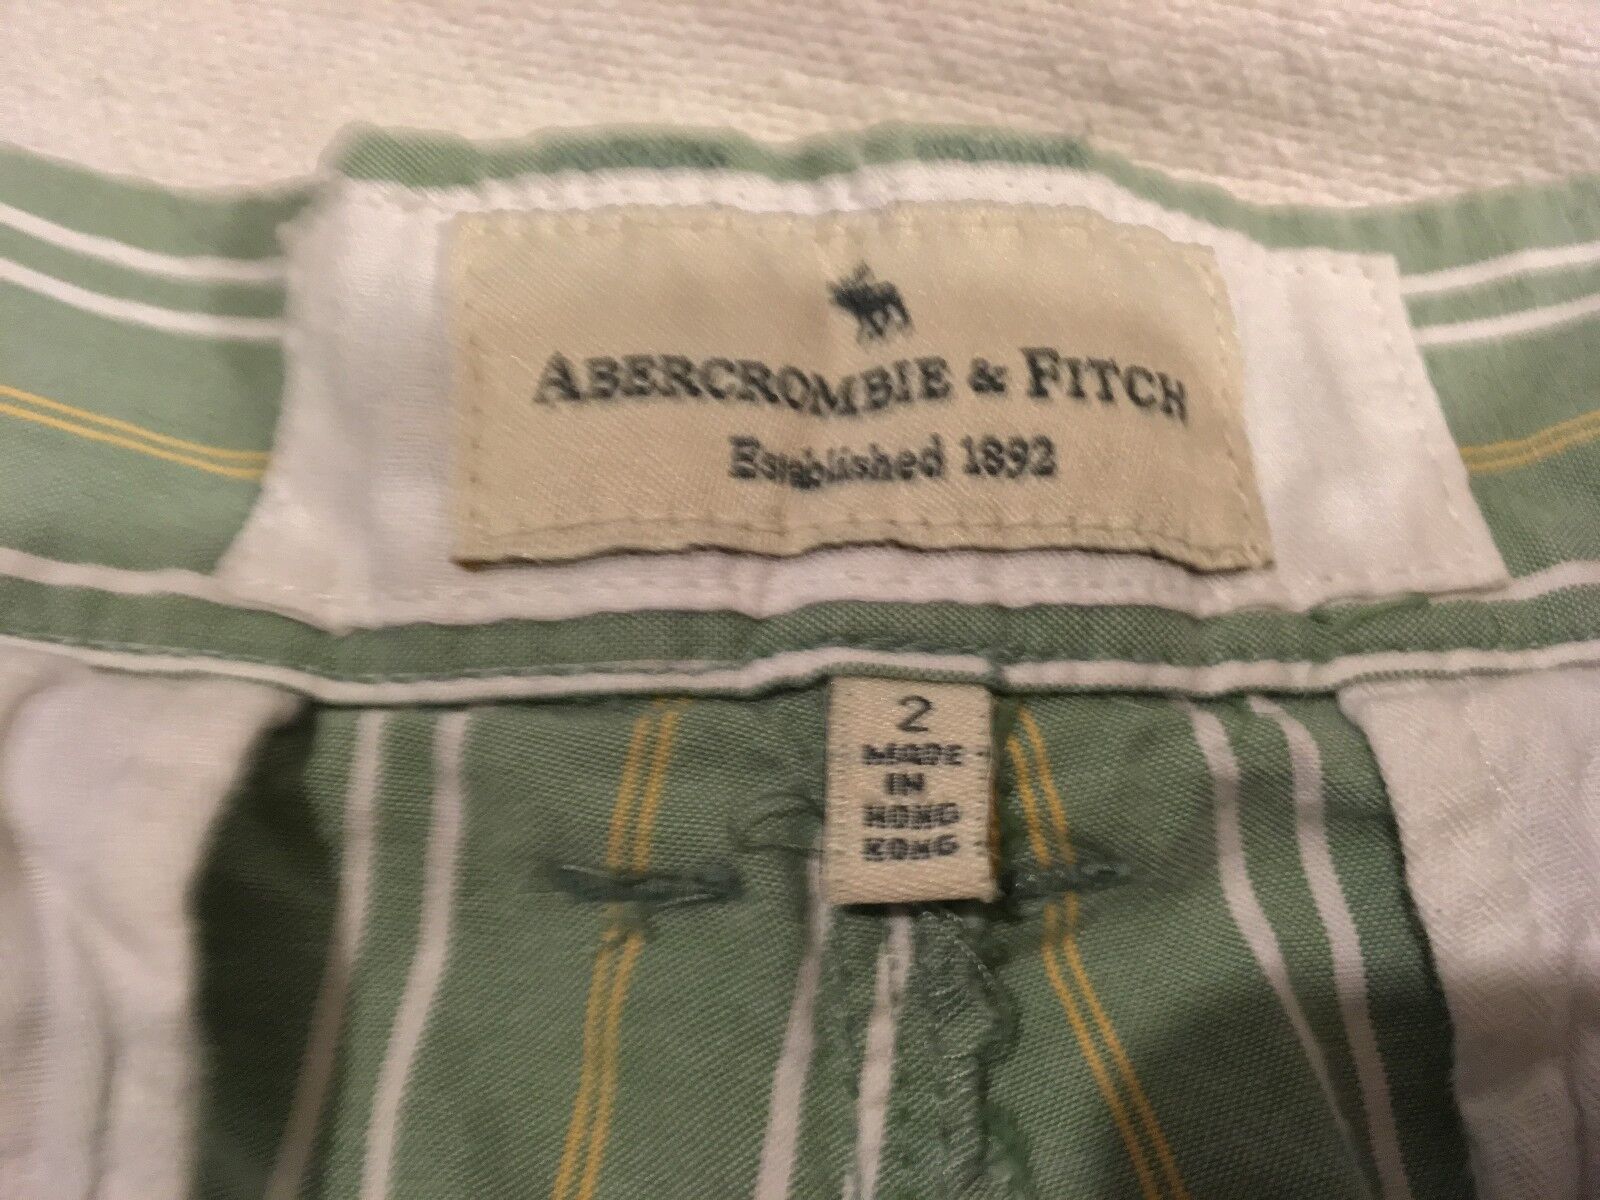 ABERCROMBIE & FITCH
Established 1892
2
MADE
IN
HONG
KONG